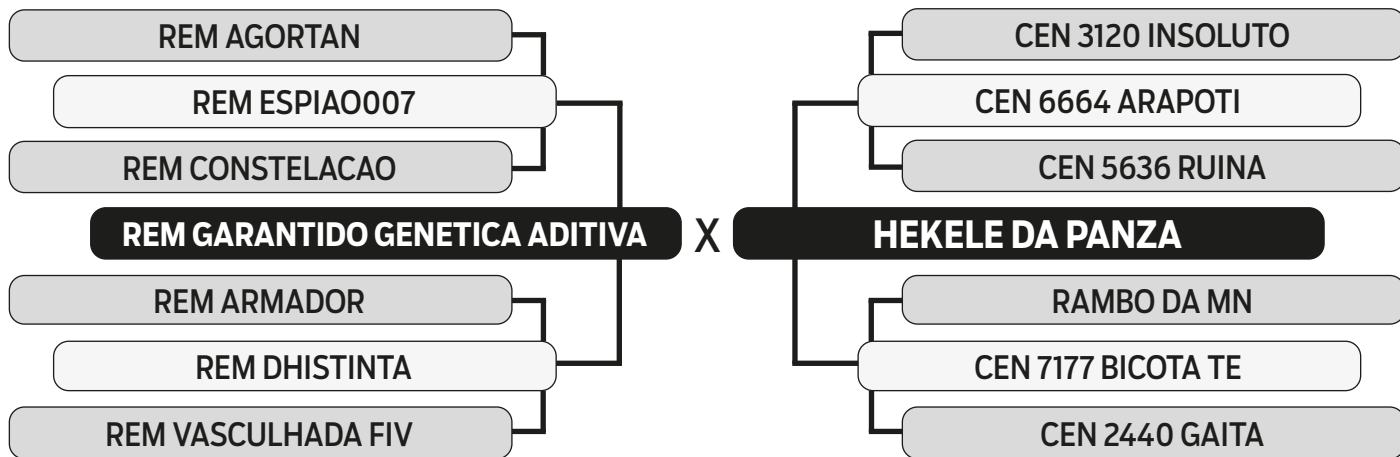 REM AGORTAN
REM ESPIAO007
REM CONSTELACAO
REM GARANTIDO GENETICA ADITIVA
REM ARMADOR
REM DHISTINTA
REM VASCULHADA FIV
X
CEN 3120 INSOLUTO
CEN 6664 ARAPOTI
CEN 5636 RUINA
HEKELE DA PANZA
RAMBO DA MN
CEN 7177 BICOTA TE
CEN 2440 GAITA